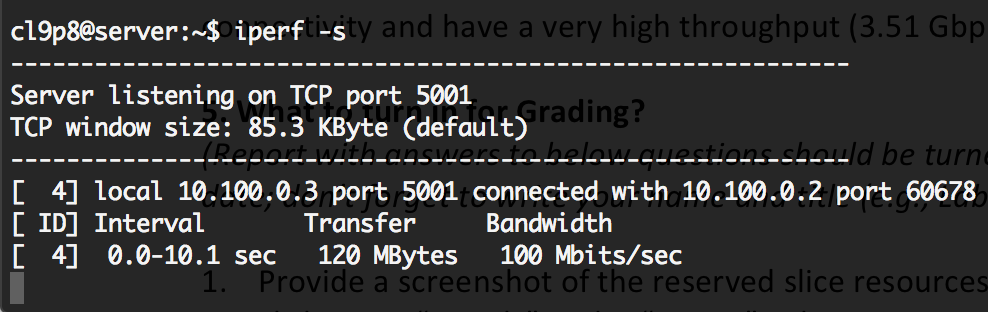 cl9p8@server:~$ iperf -s
connectivity and have a very high throughput (3.51 Gbp
------------------------------------------------------------
Server listening on TCP port 5001
5. What to turn in for Grading?
TCP window size: 85.3 KByte (default)
------------------------------------------------------------
(Report with answers to below questions should be turne
[  4] local 10.100.0.3 port 5001 connected with 10.100.0.2 port 60678
date, don't forget to write your name and title (e.g., Lab
[ ID] Interval       Transfer     Bandwidth
[  4]  0.0-10.1 sec   120 MBytes   100 Mbits/sec
1. Provide a screenshot of the reserved slice resources